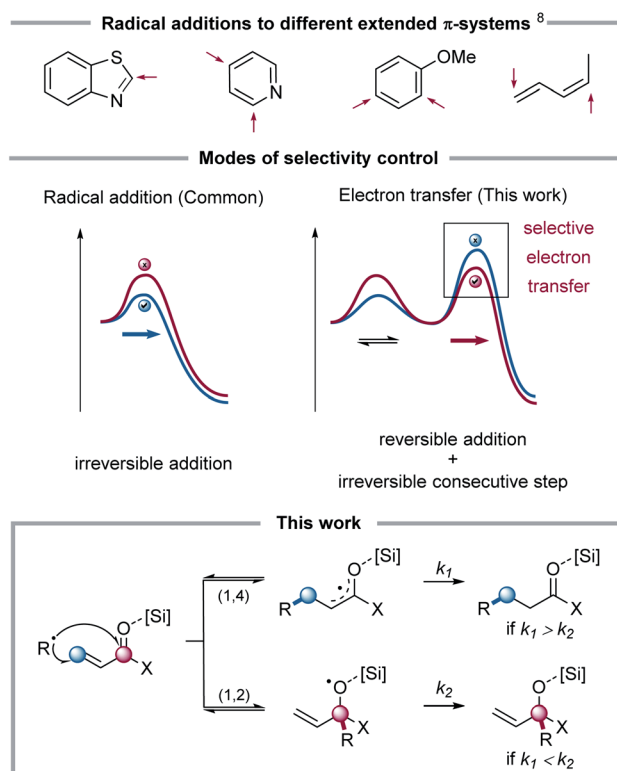 Radical additions to different extended π-systems ⁸
S
N
N
OMe
Modes of selectivity control
Radical addition (Common)
Electron transfer (This work)
x
✓
x
✓
selective
electron
transfer
irreversible addition
reversible addition
+
irreversible consecutive step
This work
R·
O---[Si]
X
(1,4)
R
O---[Si]
X
k₁
R
O---[Si]
X
if k₁ > k₂
(1,2)
O---[Si]
X
R
k₂
O---[Si]
X
R
if k₁ < k₂